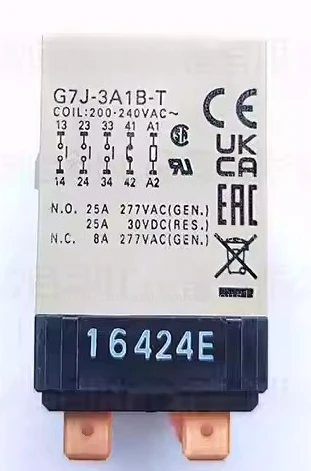 G7J-3A1B-T
COIL:200-240VAC~
13 23 33 41 A1
14 24 34 42 A2
CE
UK
CA
EAC
N.O. 25A 277VAC(GEN.)
25A 30VDC(RES.)
N.C. 8A 277VAC(GEN.)
16424E